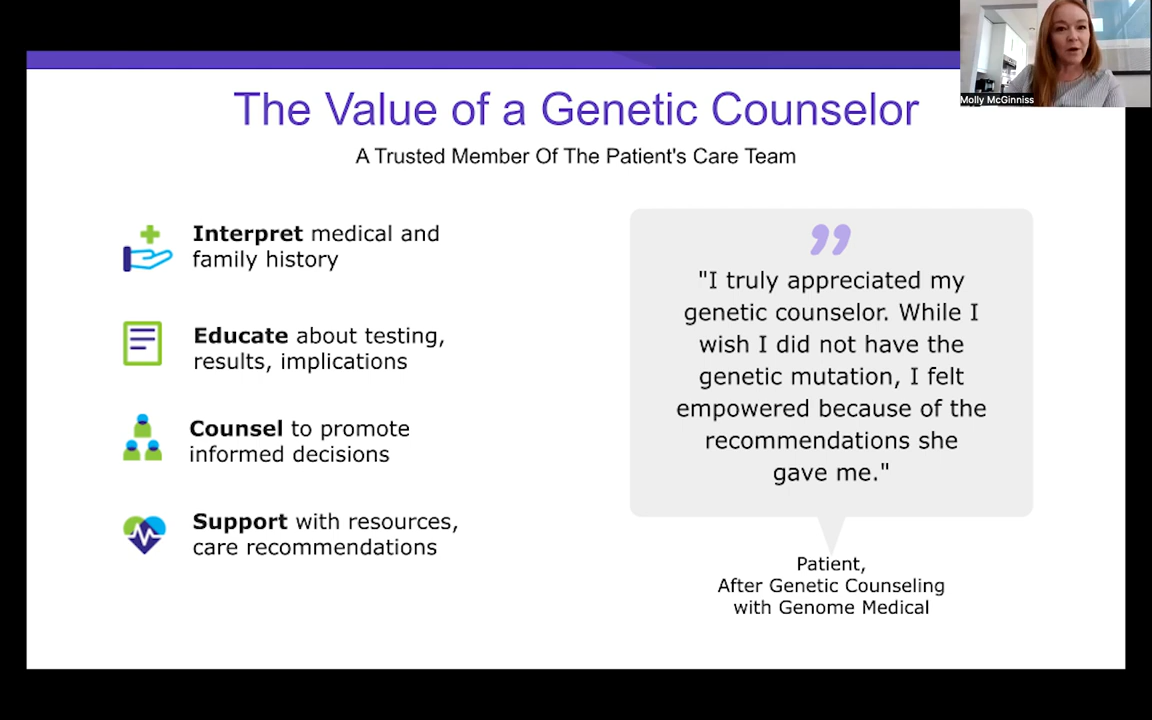 Molly McGinniss
The Value of a Genetic Counselor
A Trusted Member Of The Patient's Care Team
Interpret medical and
family history
Educate about testing,
results, implications
Counsel to promote
informed decisions
Support with resources,
care recommendations
"I truly appreciated my
genetic counselor. While I
wish I did not have the
genetic mutation, I felt
empowered because of the
recommendations she
gave me."
Patient,
After Genetic Counseling
with Genome Medical